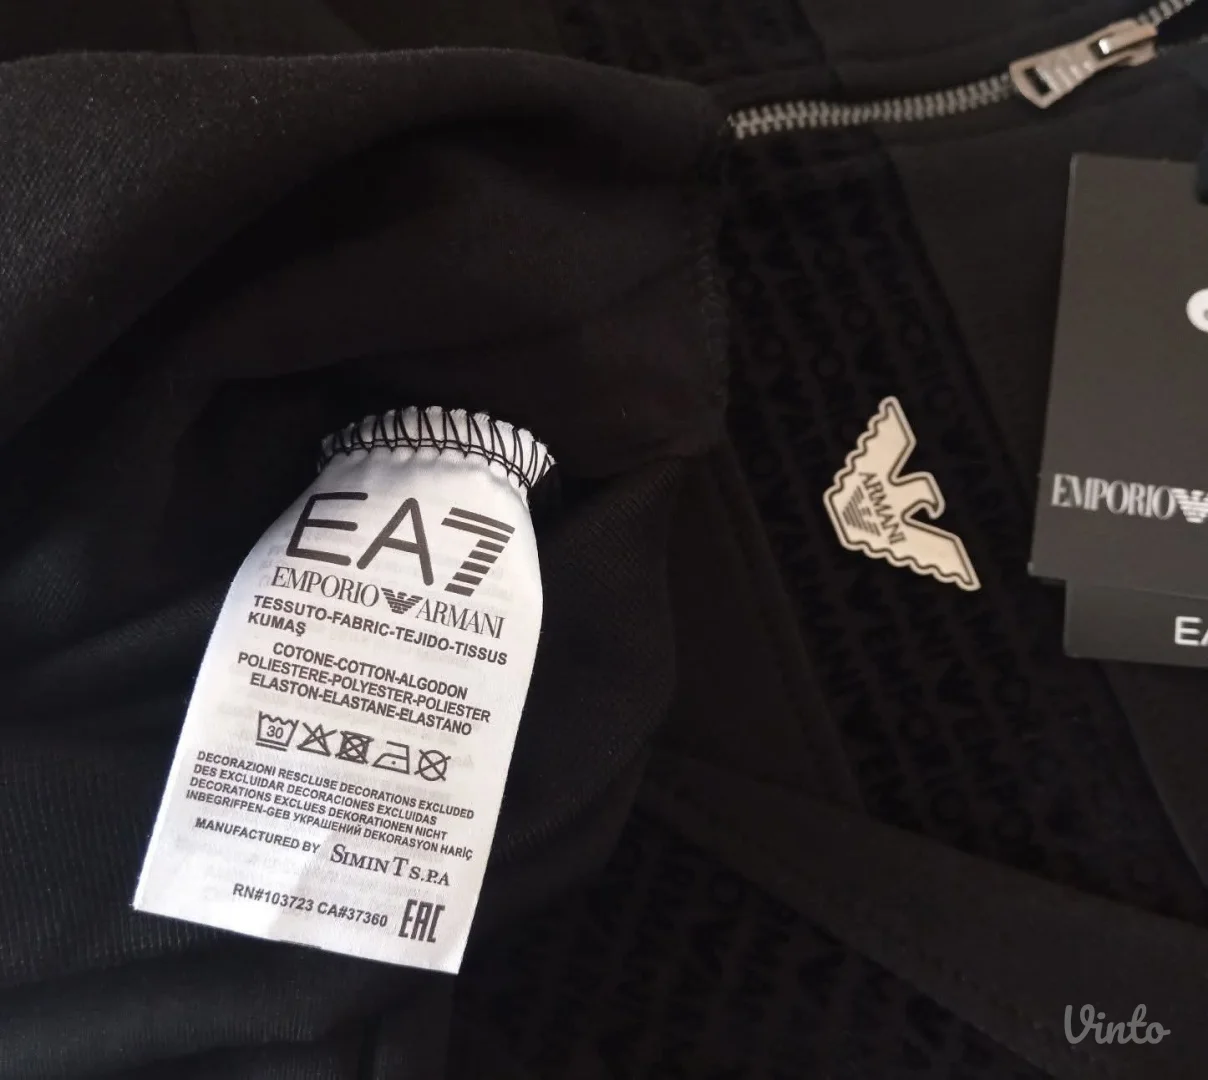 EA7
EMPORIO ARMANI
TESSUTO-FABRIC-TEJIDO-TISSUS
KUMAŞ
COTONE-COTTON-ALGODON
POLIESTERE-POLYESTER-POLIESTER
ELASTON-ELASTANE-ELASTANO
30
DECORAZIONI RESCLUSE DECORATIONS EXCLUDED
DES EXCLUIDAR DECORACIONES EXCLUIDAS
DECORATIONS EXCLUES DEKORATIONEN NICHT
INBEGRIFPEN-GEB УКРАШЕНИЙ DEKORASYON HARİÇ
MANUFACTURED BY SIMIN T S.P.A
RN#103723 CA#37360 EAC
ARMANI
EMPORIO
EA
Vinto